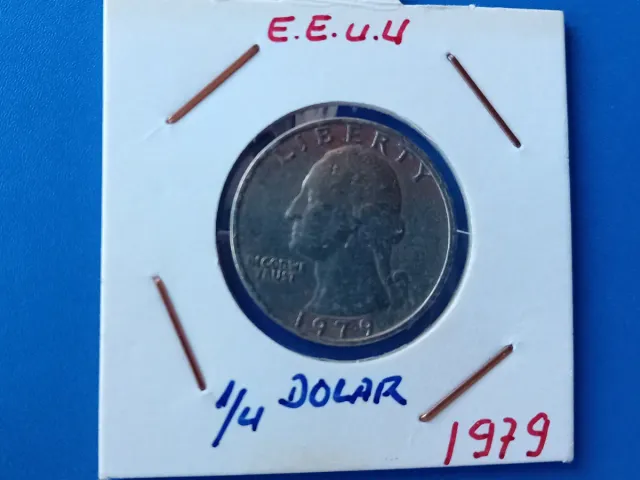 E.E.U.U
LIBERTY
IN GOD WE
TRUST
1979
1/4 DOLAR
1979